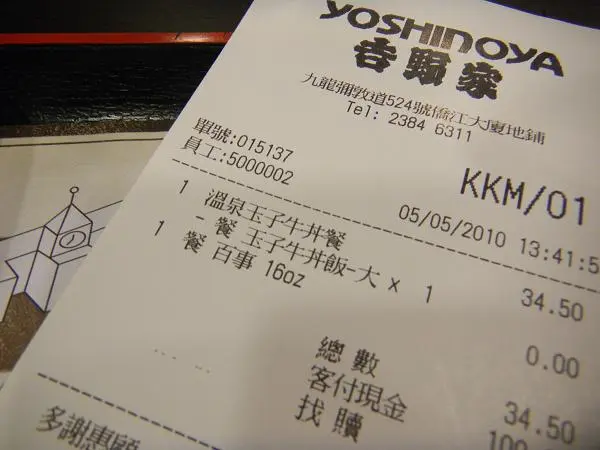 YOSHINOYA
吉野家
九龍彌敦道524號僑江大廈地鋪
Tel: 2384 6311
單號:015137
員工:5000002
KKM/01
05/05/2010 13:41:5
1 溫泉玉子牛丼餐 34.50
- 餐 玉子牛丼飯-大 x 1
1 餐 百事 16oz 0.00
總數 34.50
客付現金 100
找贖
多謝惠顧
の